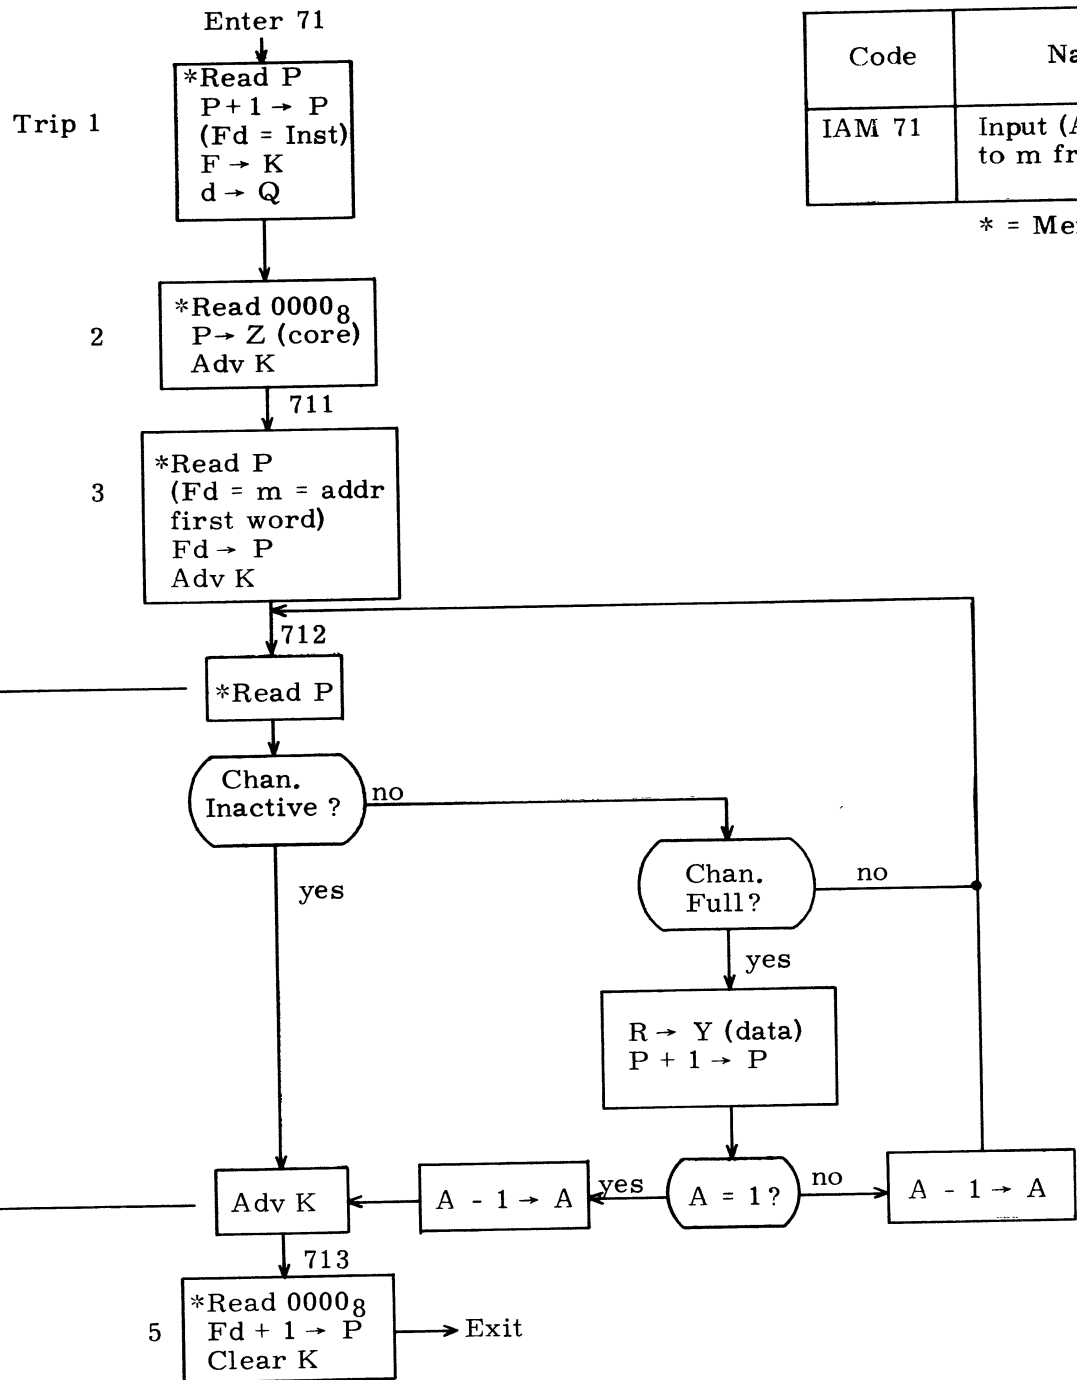 Enter 71
Trip 1
*Read P
P+1 → P
(Fd = Inst)
F → K
d → Q
Code
IAM 71
Input
to m
* =
2
*Read 0000₈
P → Z (core)
Adv K
711
3
*Read P
(Fd = m = addr
first word)
Fd → P
Adv K
712
*Read P
Chan.
Inactive ?
no
yes
Chan.
Full?
no
yes
R → Y (data)
P + 1 → P
A = 1 ?
no
A - 1 → A
yes
A - 1 → A
Adv K
713
5
*Read 0000₈
Fd + 1 → P
Clear K
Exit